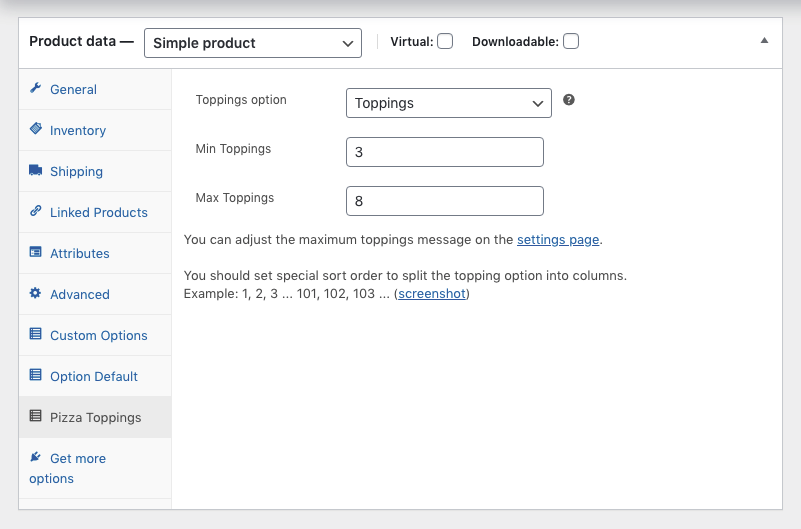 Product data — Simple product Virtual: Downloadable:
General
Inventory
Shipping
Linked Products
Attributes
Advanced
Custom Options
Option Default
Pizza Toppings
Get more
options
Toppings option Toppings ?
Min Toppings 3
Max Toppings 8
You can adjust the maximum toppings message on the settings page.
You should set special sort order to split the topping option into columns.
Example: 1, 2, 3 ... 101, 102, 103 ... (screenshot)